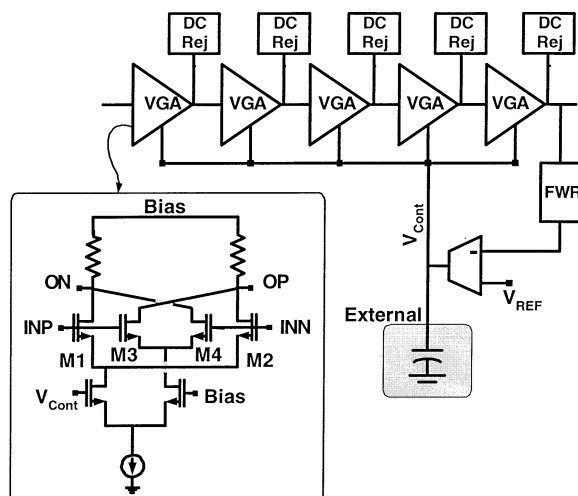 DC Rej DC Rej DC Rej DC Rej DC Rej
VGA VGA VGA VGA VGA
FWR
V_Cont
V_REF
External
Bias
ON OP
INP INN
M1 M3 M4 M2
V_Cont Bias